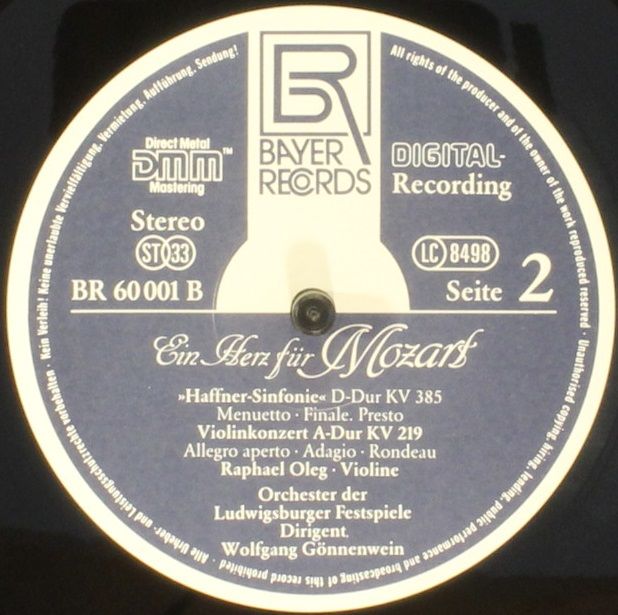 BR
BAYER
RECORDS
Direct Metal
DMM™
Mastering
DIGITAL-
Recording
Stereo
ST 33
LC 8498
BR 60 001 B
Seite 2
Ein Herz für Mozart
»Haffner-Sinfonie« D-Dur KV 385
Menuetto · Finale. Presto
Violinkonzert A-Dur KV 219
Allegro aperto · Adagio · Rondeau
Raphael Oleg · Violine
Orchester der
Ludwigsburger Festspiele
Dirigent.
Wolfgang Gönnenwein
Alle Urheber- und Leistungsschutzrechte vorbehalten · Kein Verleih! Keine unerlaubte Vervielfältigung, Vermietung, Aufführung, Sendung!
All rights of the producer and of the owner of the work reproduced reserved · Unauthorised copying, hiring, lending, public performance and broadcasting of this record prohibited ·